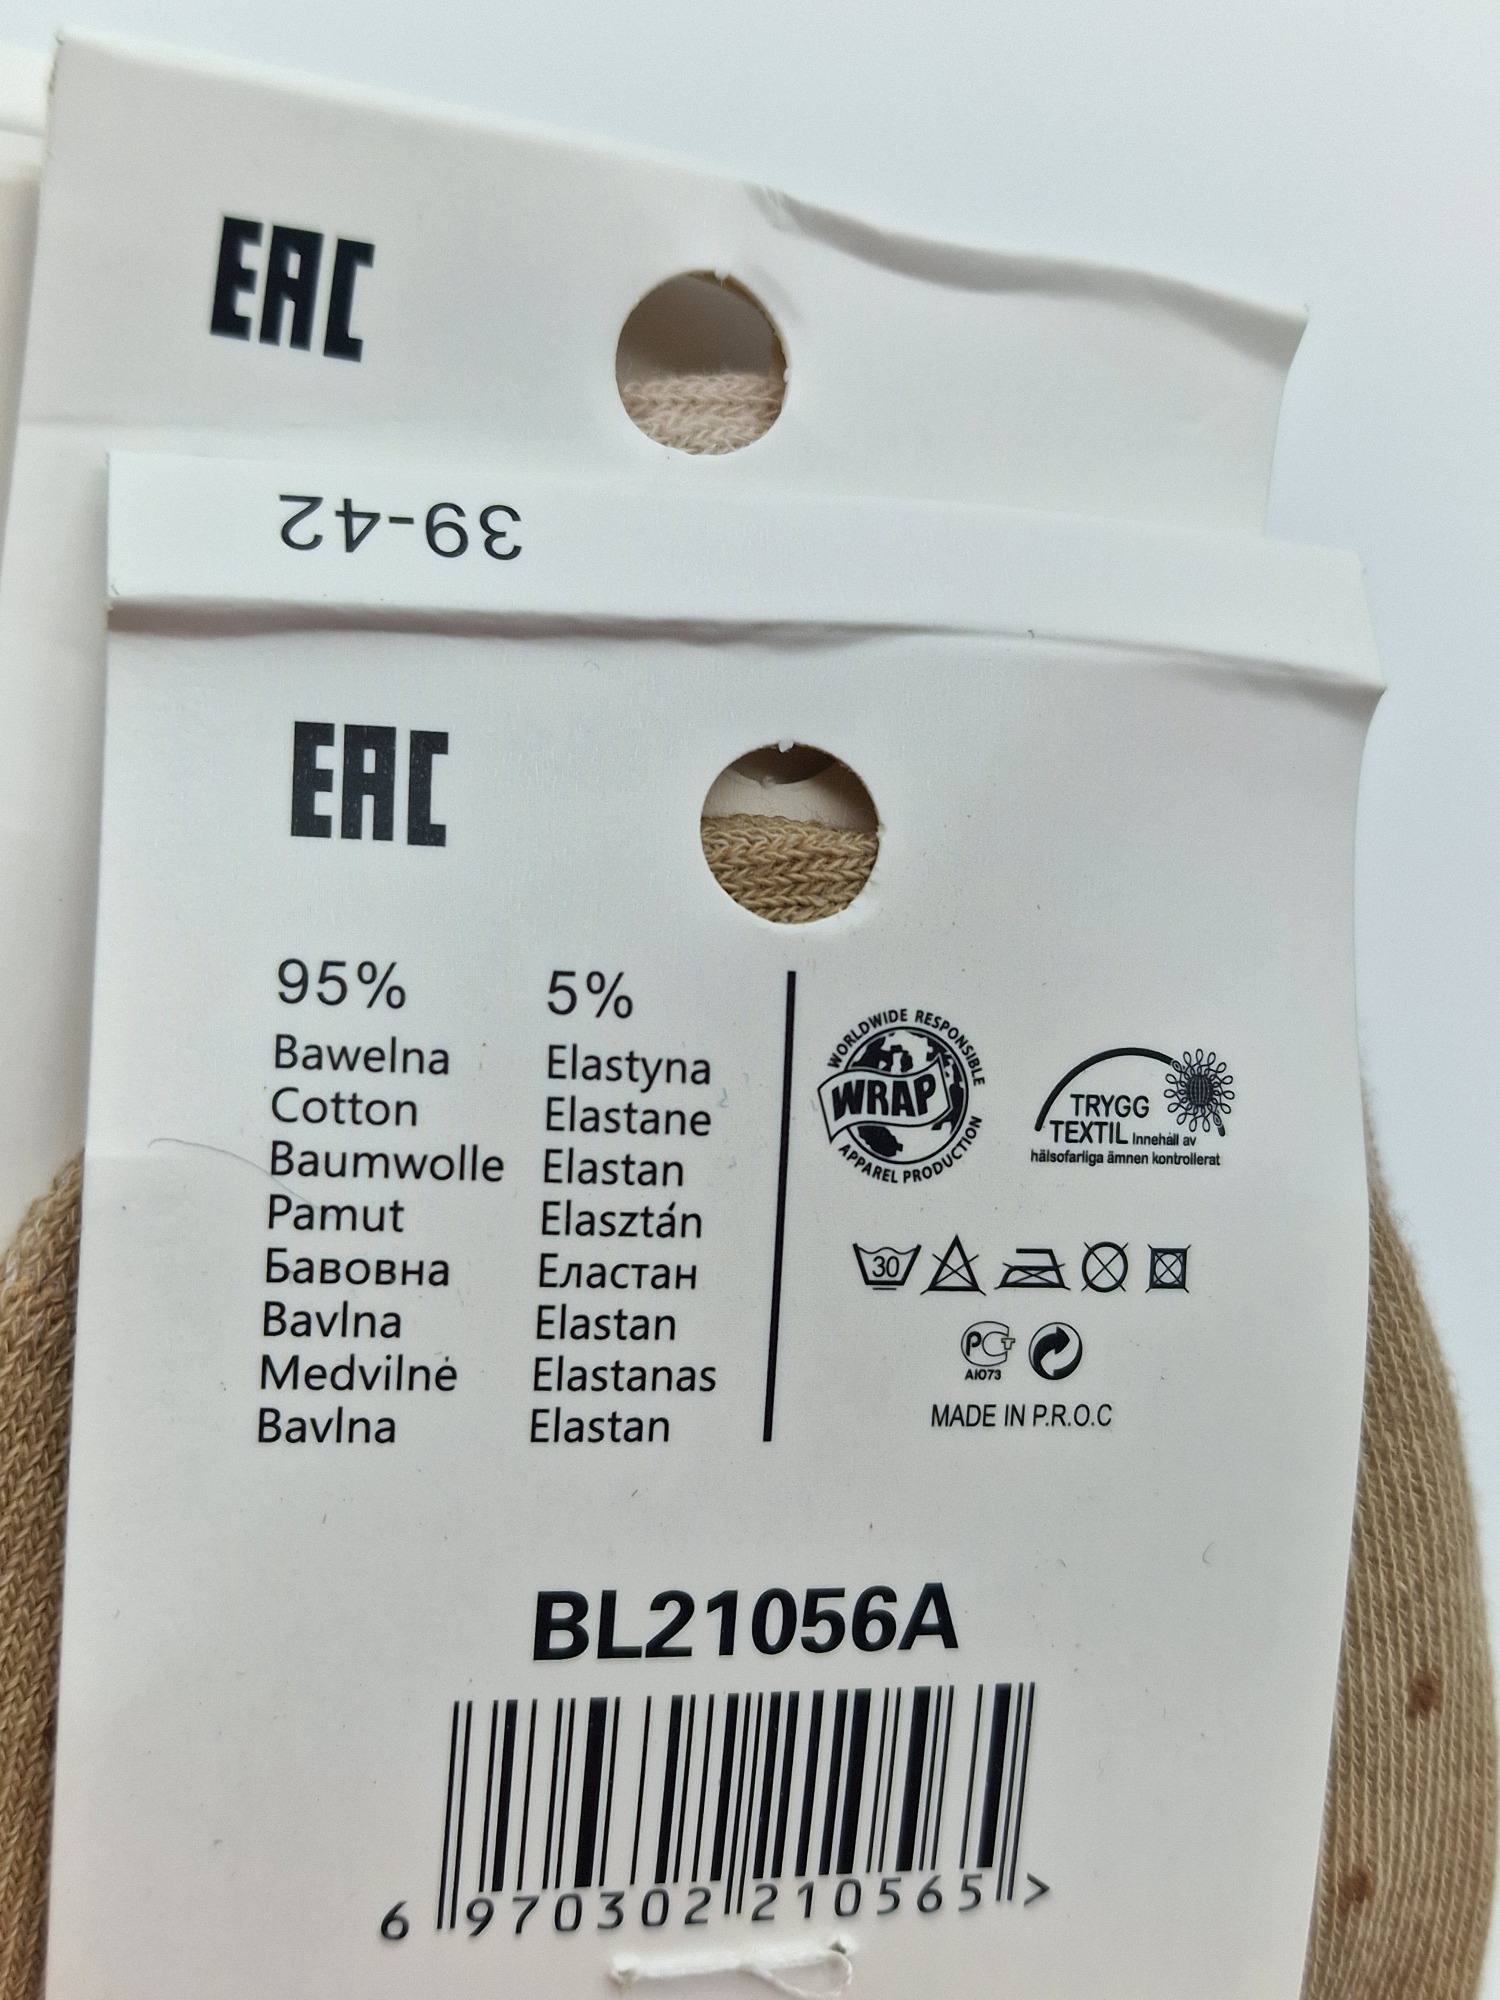 EAC
39-42
EAC
95% 5%
Bawelna Elastyna
Cotton Elastane
Baumwolle Elastan
Pamut Elasztán
Бавовна Еластан
Bavlna Elastan
Medvilnė Elastanas
Bavlna Elastan
WORLDWIDE RESPONSIBLE
WRAP
APPAREL PRODUCTION
TRYGG
TEXTIL Innehåll av
hälsofarliga ämnen kontrollerat
30
РСТ
АЮ73
MADE IN P.R.O.C
BL21056A
6 970302 210565 >